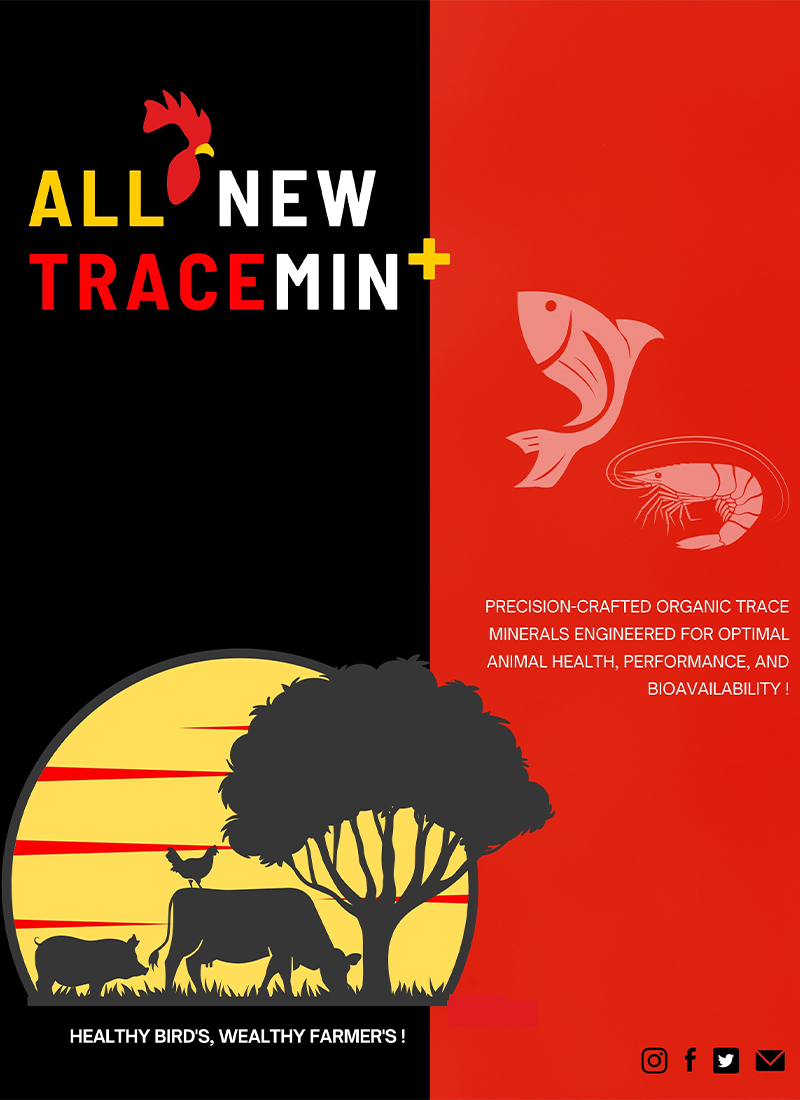 ALL NEW
TRACEMIN+
PRECISION-CRAFTED ORGANIC TRACE
MINERALS ENGINEERED FOR OPTIMAL
ANIMAL HEALTH, PERFORMANCE, AND
BIOAVAILABILITY !
HEALTHY BIRD'S, WEALTHY FARMER'S !